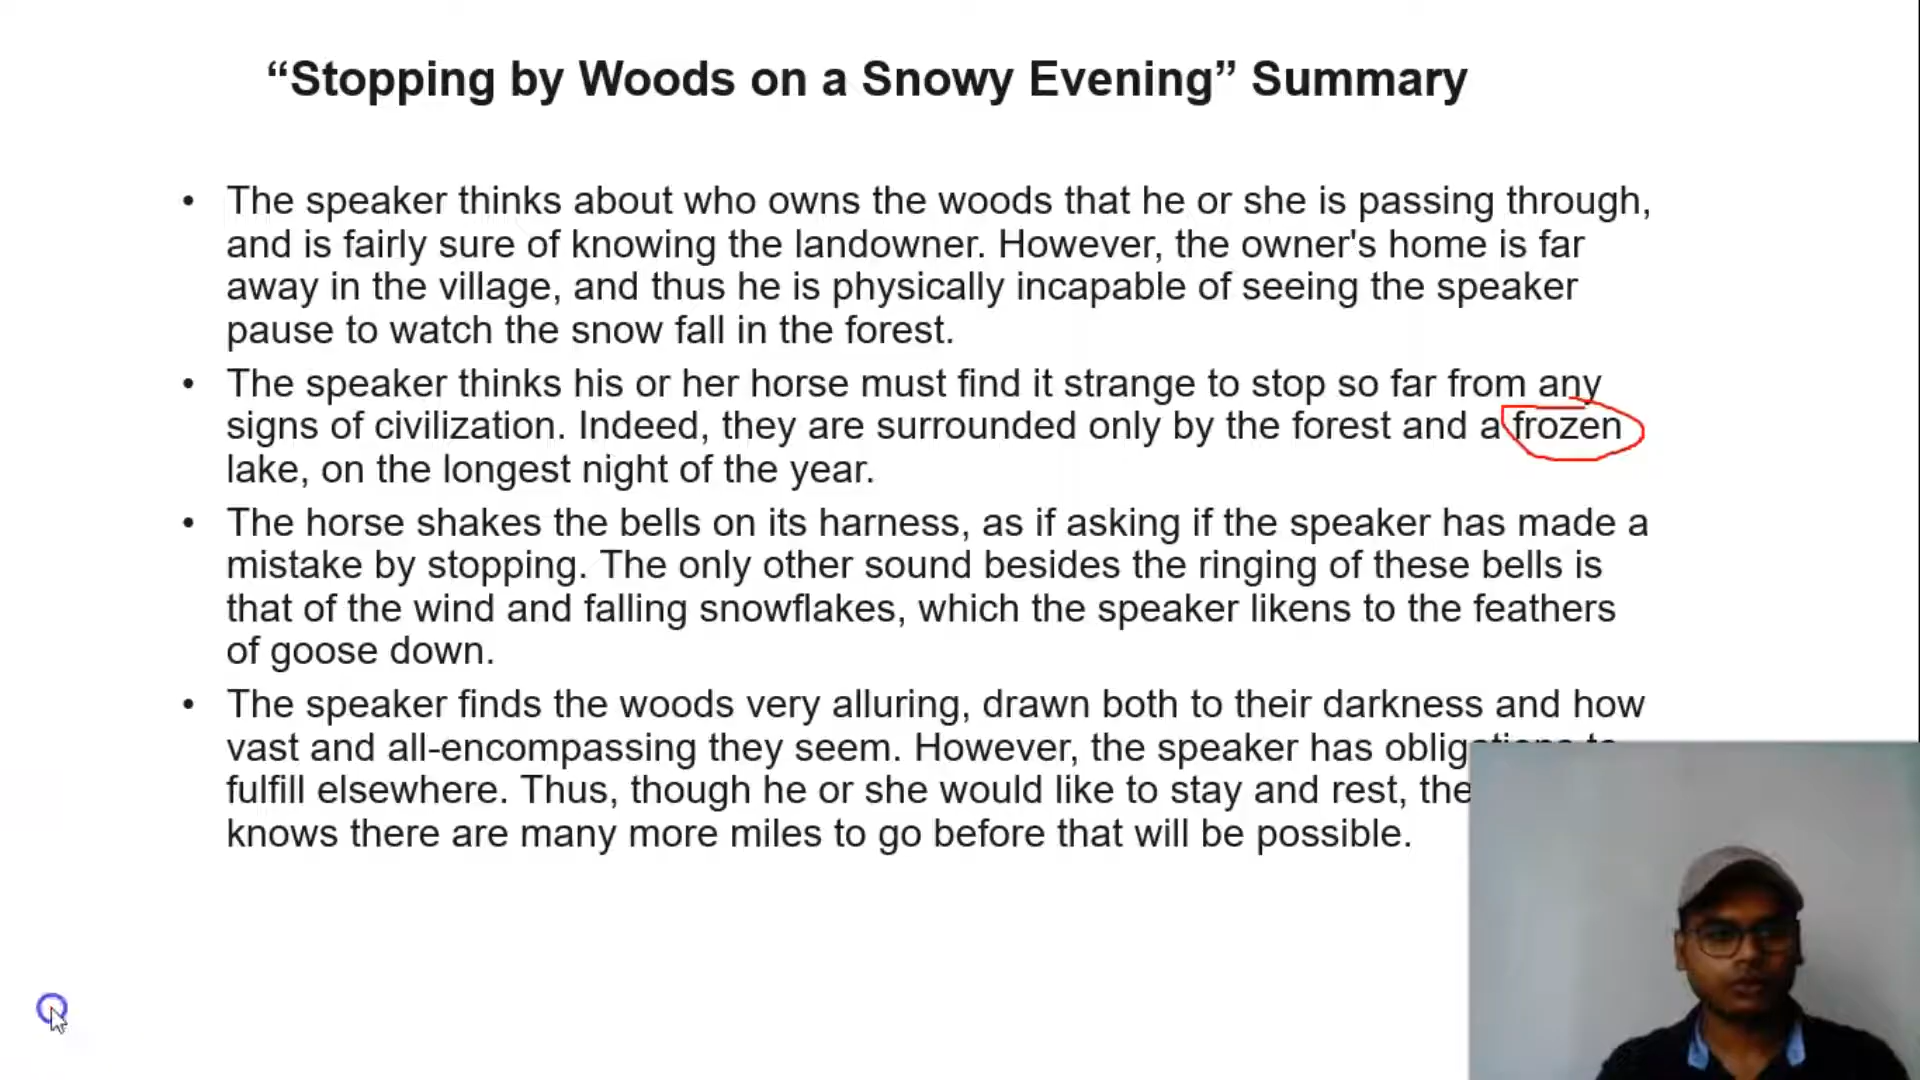 “Stopping by Woods on a Snowy Evening” Summary
• The speaker thinks about who owns the woods that he or she is passing through,
and is fairly sure of knowing the landowner. However, the owner's home is far
away in the village, and thus he is physically incapable of seeing the speaker
pause to watch the snow fall in the forest.
• The speaker thinks his or her horse must find it strange to stop so far from any
signs of civilization. Indeed, they are surrounded only by the forest and a frozen
lake, on the longest night of the year.
• The horse shakes the bells on its harness, as if asking if the speaker has made a
mistake by stopping. The only other sound besides the ringing of these bells is
that of the wind and falling snowflakes, which the speaker likens to the feathers
of goose down.
• The speaker finds the woods very alluring, drawn both to their darkness and how
vast and all-encompassing they seem. However, the speaker has
fulfill elsewhere. Thus, though he or she would like to stay and rest, the
knows there are many more miles to go before that will be possible.